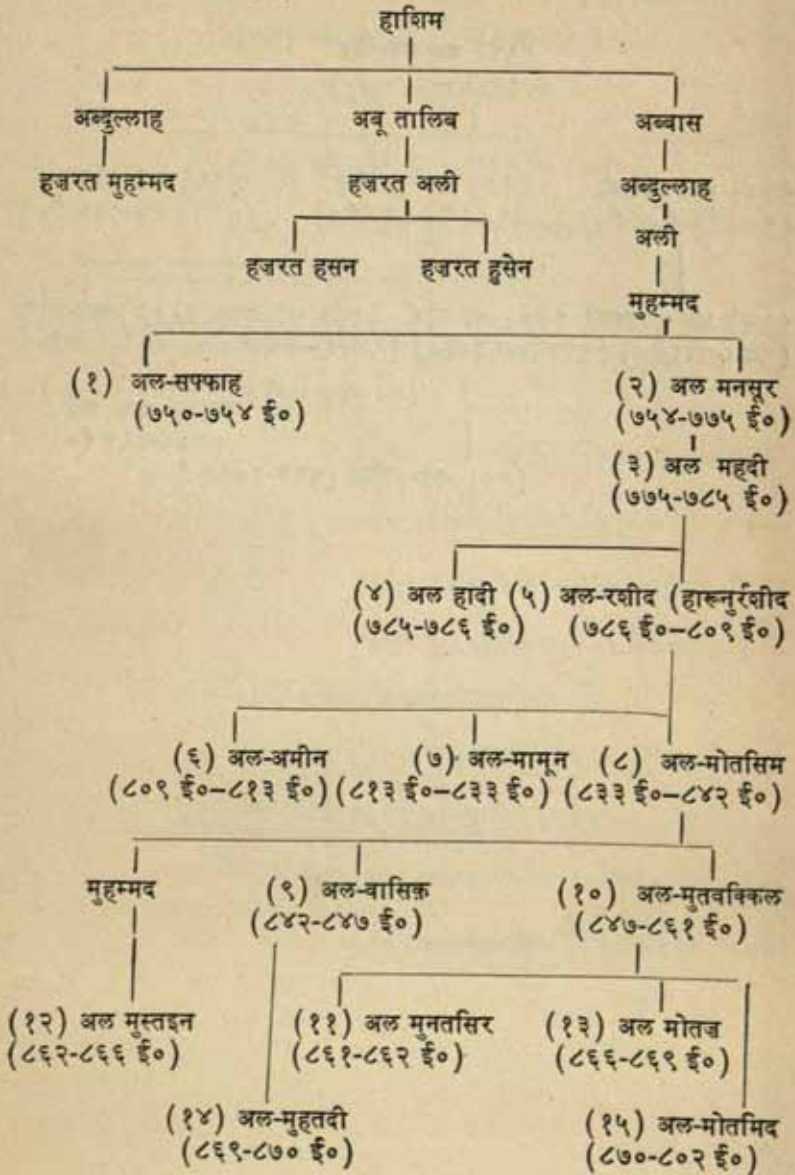 हाशिम
अब्दुल्लाह अबू तालिब अब्बास
हज़रत मुहम्मद हज़रत अली अब्दुल्लाह
अली
हज़रत हसन हज़रत हुसेन
मुहम्मद
(१) अल-सफ्फाह (२) अल मनसूर
(७५०-७५४ ई०) (७५४-७७५ ई०)
(३) अल महदी
(७७५-७८५ ई०)
(४) अल हादी (५) अल-रशीद (हारूनुर्रशीद
(७८५-७८६ ई०) (७८६ ई०–८०९ ई०)
(६) अल-अमीन (७) अल-मामून (८) अल-मोतसिम
(८०९ ई०–८१३ ई०) (८१३ ई०–८३३ ई०) (८३३ ई०–८४२ ई०)
मुहम्मद (९) अल-वासिक़ (१०) अल-मुतवक्किल
(८४२-८४७ ई०) (८४७-८६१ ई०)
(१२) अल मुस्तइन (११) अल मुनतसिर (१३) अल मोतज़
(८६२-८६६ ई०) (८६१-८६२ ई०) (८६६-८६९ ई०)
(१४) अल-मुहतदी (१५) अल-मोतमिद
(८६९-८७० ई०) (८७०-८०२ ई०)